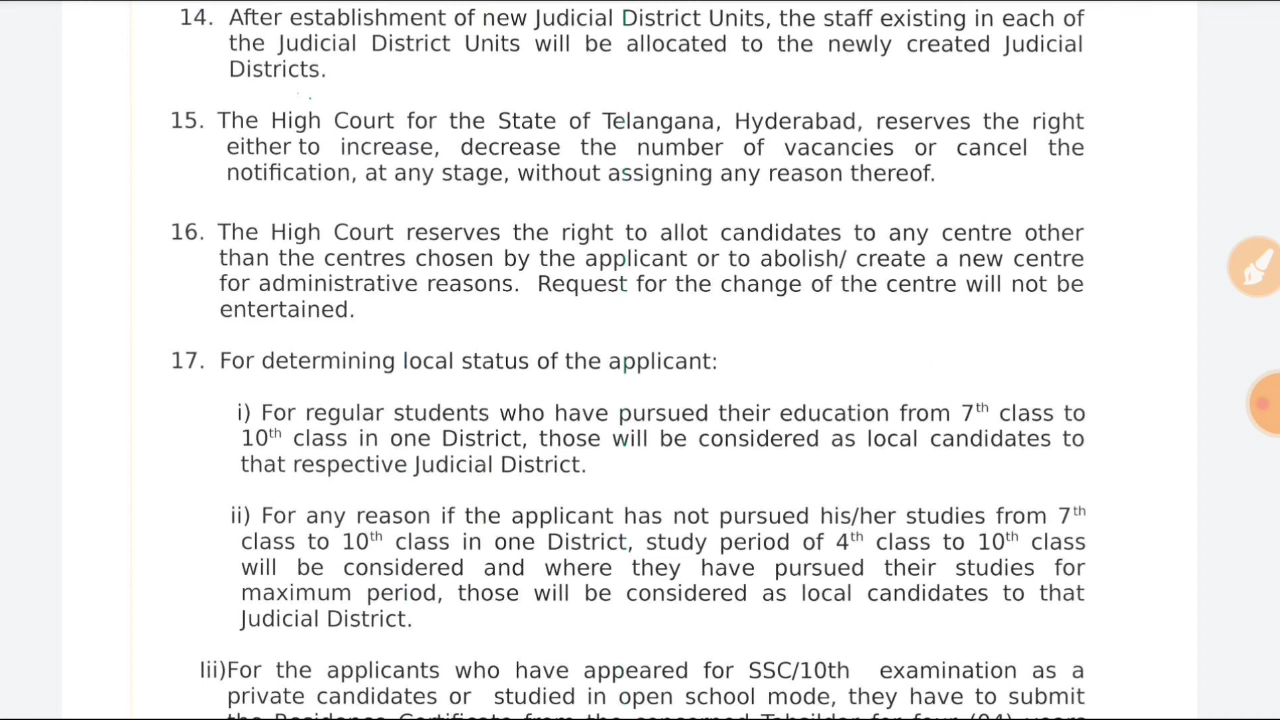 14. After establishment of new Judicial District Units, the staff existing in each of
the Judicial District Units will be allocated to the newly created Judicial
Districts.
15. The High Court for the State of Telangana, Hyderabad, reserves the right
either to increase, decrease the number of vacancies or cancel the
notification, at any stage, without assigning any reason thereof.
16. The High Court reserves the right to allot candidates to any centre other
than the centres chosen by the applicant or to abolish/ create a new centre
for administrative reasons. Request for the change of the centre will not be
entertained.
17. For determining local status of the applicant:
i) For regular students who have pursued their education from 7th class to
10th class in one District, those will be considered as local candidates to
that respective Judicial District.
ii) For any reason if the applicant has not pursued his/her studies from 7th
class to 10th class in one District, study period of 4th class to 10th class
will be considered and where they have pursued their studies for
maximum period, those will be considered as local candidates to that
Judicial District.
Iii)For the applicants who have appeared for SSC/10th examination as a
private candidates or studied in open school mode, they have to submit
the Residence Certificate from the concerned Tahsildar for four (04) years